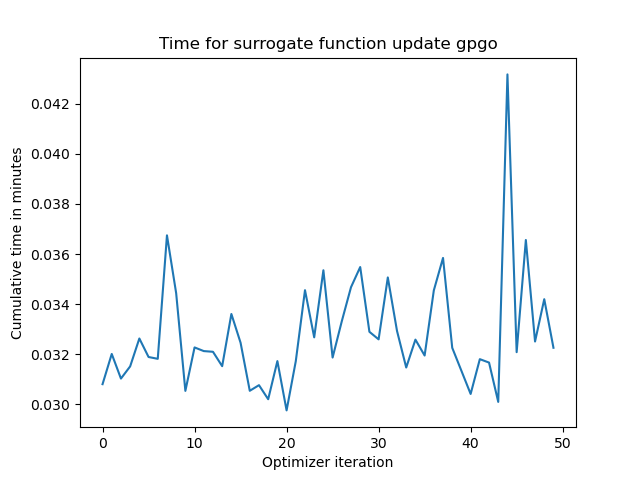 Time for surrogate function update gpgo
Cumulative time in minutes
0.042
0.040
0.038
0.036
0.034
0.032
0.030
0 10 20 30 40 50
Optimizer iteration